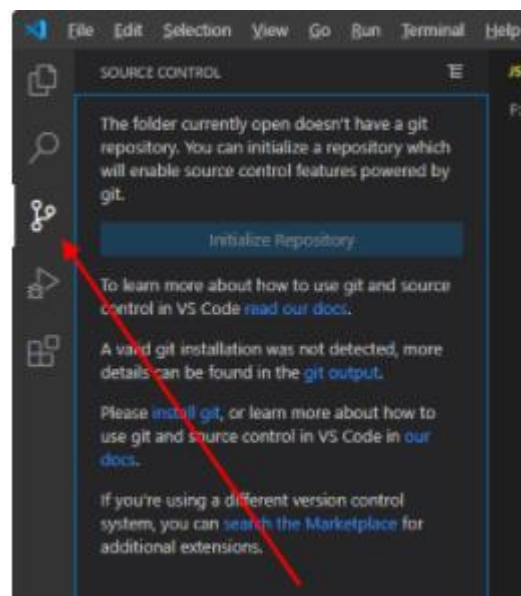 File Edit Selection View Go Run Terminal Help
SOURCE CONTROL
JS
The folder currently open doesn't have a git
repository. You can initialize a repository which
will enable source control features powered by
git.
Initialize Repository
To learn more about how to use git and source
control in VS Code read our docs.
A valid git installation was not detected, more
details can be found in the git output.
Please install git, or learn more about how to
use git and source control in VS Code in our
docs.
If you're using a different version control
system, you can search the Marketplace for
additional extensions.